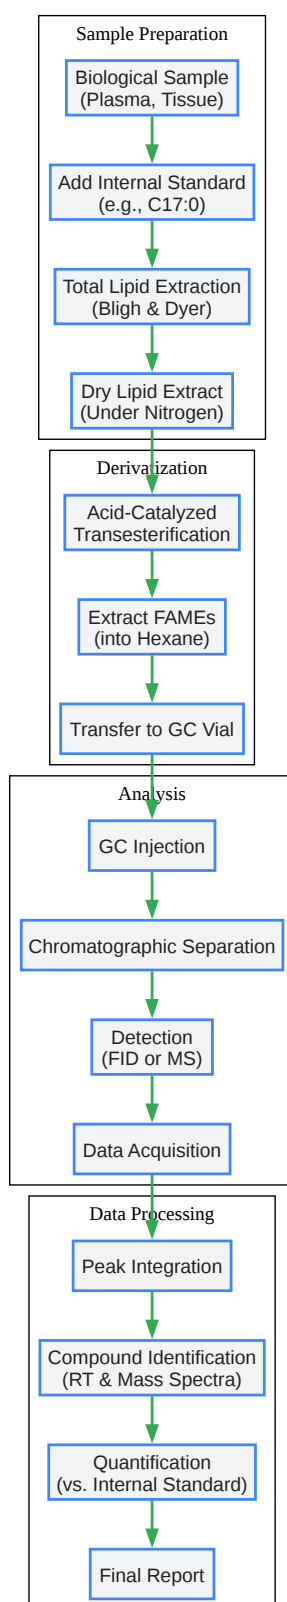 Sample Preparation
Biological Sample
(Plasma, Tissue)
Add Internal Standard
(e.g., C17:0)
Total Lipid Extraction
(Bligh & Dyer)
Dry Lipid Extract
(Under Nitrogen)
Derivatization
Acid-Catalyzed
Transesterification
Extract FAMEs
(into Hexane)
Transfer to GC Vial
Analysis
GC Injection
Chromatographic Separation
Detection
(FID or MS)
Data Acquisition
Data Processing
Peak Integration
Compound Identification
(RT & Mass Spectra)
Quantification
(vs. Internal Standard)
Final Report